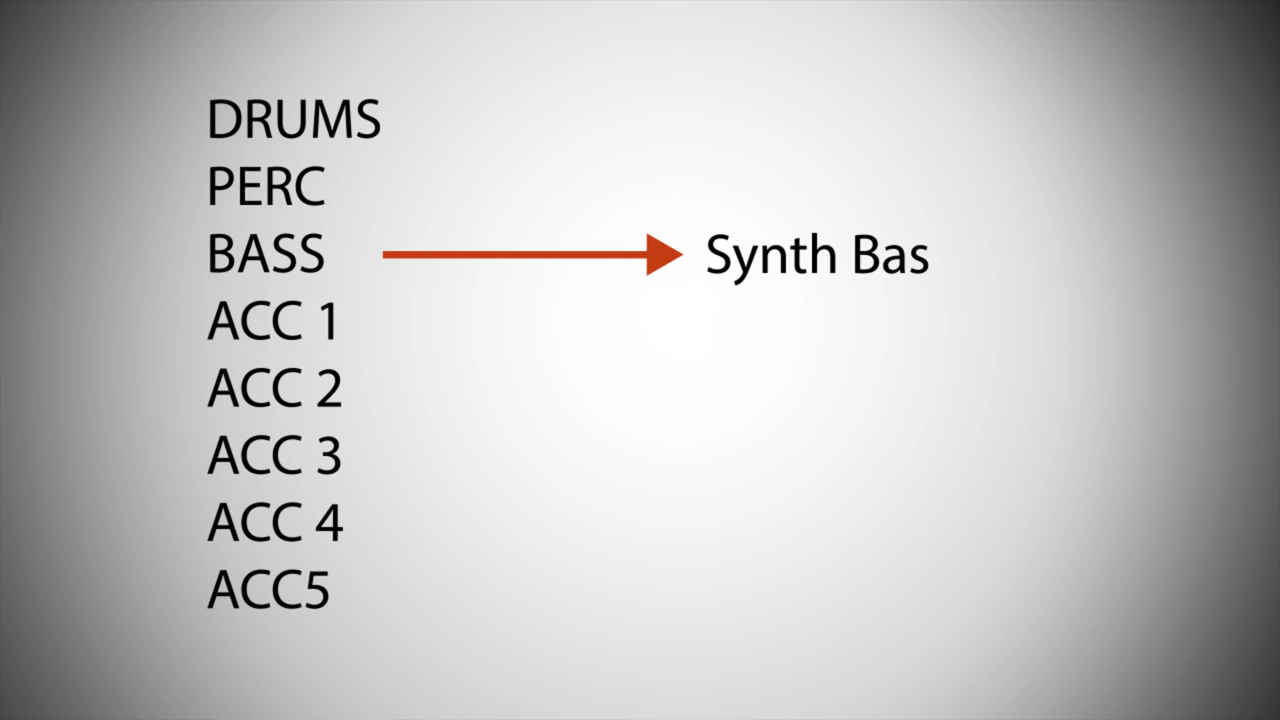 DRUMS
PERC
BASS
Synth Bas
ACC 1
ACC 2
ACC 3
ACC 4
ACC5